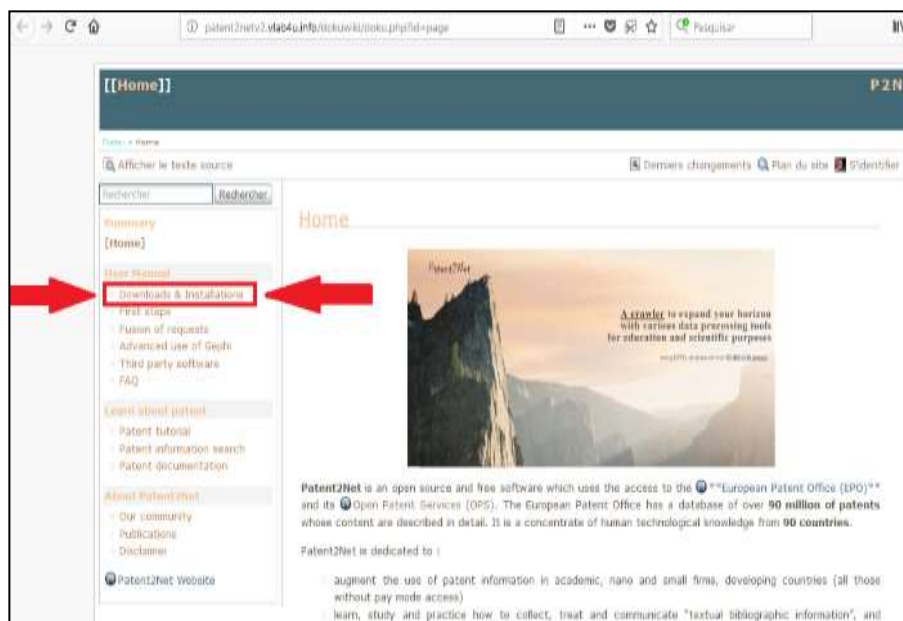 patent2netv2.vlab4u.info/dokuwiki/doku.php?id=page
Pesquisar
[[Home]]
P2N
Home
Afficher le texte source
Derniers changements Plan du site S'identifier
Rechercher Rechercher
Summary
[Home]
User Manual
Downloads & Installations
First steps
Fusion of requests
Advanced use of Gephi
Third party software
FAQ
Learn about patent
Patent tutorial
Patent information search
Patent documentation
About Patent2Net
Our community
Publications
Disclaimer
Patent2Net Website
Home
Patent2Net
A crawler to expand your horizon
with various data processing tools
for education and scientific purposes
Patent2Net is an open source and free software which uses the access to the **European Patent Office (EPO)**
and its Open Patent Services (OPS). The European Patent Office has a database of over 90 million of patents
whose content are described in detail. It is a concentrate of human technological knowledge from 90 countries.
Patent2Net is dedicated to :
augment the use of patent information in academic, nano and small firms, developing countries (all those
without pay mode access)
learn, study and practice how to collect, treat and communicate "textual bibliographic information", and